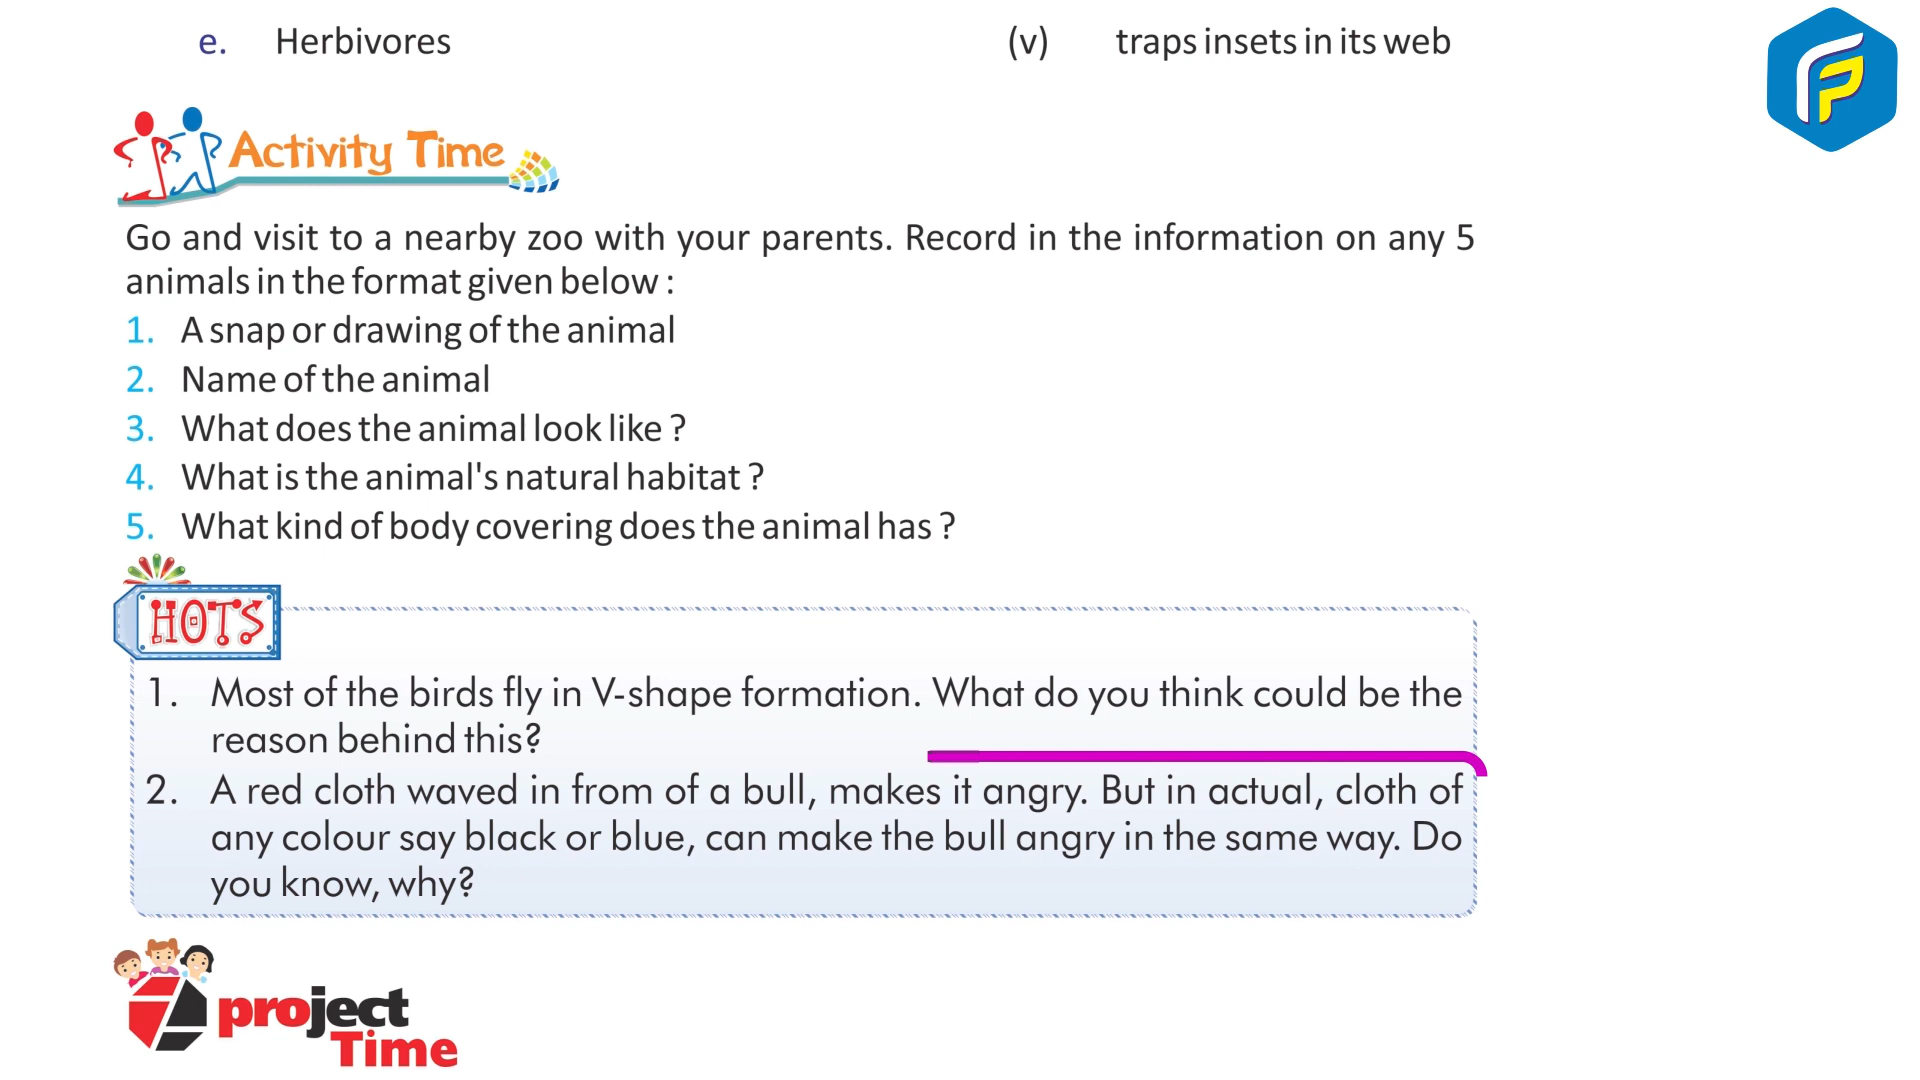 e. Herbivores (v) traps insets in its web
Activity Time
Go and visit to a nearby zoo with your parents. Record in the information on any 5
animals in the format given below :
1. A snap or drawing of the animal
2. Name of the animal
3. What does the animal look like ?
4. What is the animal's natural habitat ?
5. What kind of body covering does the animal has ?
HOTS
1. Most of the birds fly in V-shape formation. What do you think could be the
reason behind this?
2. A red cloth waved in from of a bull, makes it angry. But in actual, cloth of
any colour say black or blue, can make the bull angry in the same way. Do
you know, why?
project
Time